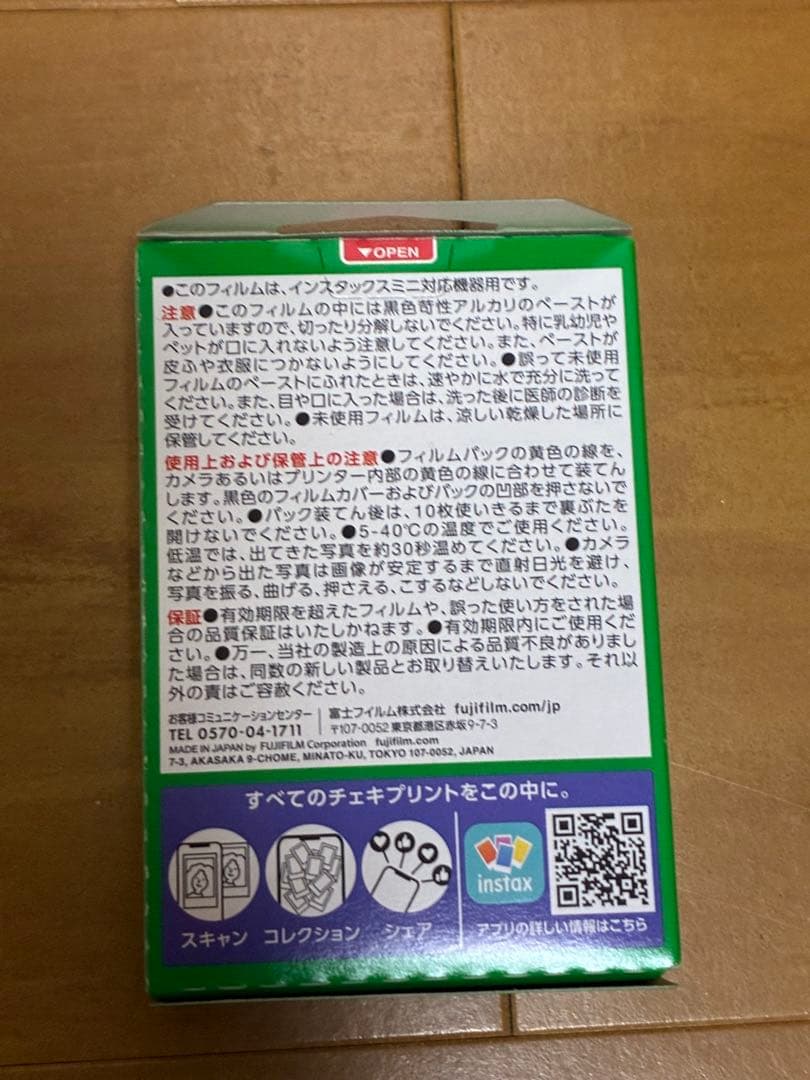 ▼OPEN
●このフィルムは、インスタックスミニ対応機器用です。
注意●このフィルムの中には黒色苛性アルカリのペーストが
入っていますので、切ったり分解しないでください。特に乳幼児や
ペットが口に入れないよう注意してください。また、ペーストが
皮ふや衣服につかないようにしてください。●誤って未使用
フィルムのペーストにふれたときは、速やかに水で充分に洗って
ください。また、目や口に入った場合は、洗った後に医師の診断を
受けてください。●未使用フィルムは、涼しい乾燥した場所に
保管してください。
使用上および保管上の注意●フィルムパックの黄色の線を、
カメラあるいはプリンター内部の黄色の線に合わせて装てん
します。黒色のフィルムカバーおよびパックの凹部を押さないで
ください。●パック装てん後は、10枚使いきるまで裏ぶたを
開けないでください。●5-40℃の温度でご使用ください。
低温では、出てきた写真を約30秒温めてください。●カメラ
などから出た写真は画像が安定するまで直射日光を避け、
写真を振る、曲げる、押さえる、こするなどしないでください。
保証●有効期限を超えたフィルムや、誤った使い方をされた場
合の品質保証はいたしかねます。●有効期限内にご使用くだ
さい。●万一、当社の製造上の原因による品質不良がありまし
た場合は、同数の新しい製品とお取り替えいたします。それ以
外の責はご容赦ください。
お客様コミュニケーションセンター
TEL 0570-04-1711
富士フイルム株式会社 fujifilm.com/jp
〒107-0052 東京都港区赤坂9-7-3
MADE IN JAPAN by FUJIFILM Corporation fujifilm.com
7-3, AKASAKA 9-CHOME, MINATO-KU, TOKYO 107-0052, JAPAN
すべてのチェキプリントをこの中に。
スキャン コレクション シェア
instax
アプリの詳しい情報はこちら